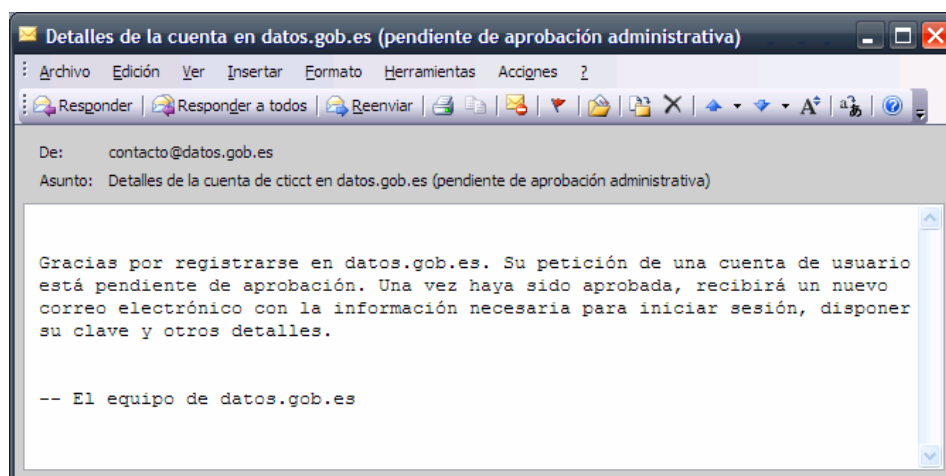 Detalles de la cuenta en datos.gob.es (pendiente de aprobación administrativa)
Archivo Edición Ver Insertar Formato Herramientas Acciones ?
Responder Responder a todos Reenviar
De: contacto@datos.gob.es
Asunto: Detalles de la cuenta de cticct en datos.gob.es (pendiente de aprobación administrativa)
Gracias por registrarse en datos.gob.es. Su petición de una cuenta de usuario
está pendiente de aprobación. Una vez haya sido aprobada, recibirá un nuevo
correo electrónico con la información necesaria para iniciar sesión, disponer
su clave y otros detalles.
-- El equipo de datos.gob.es